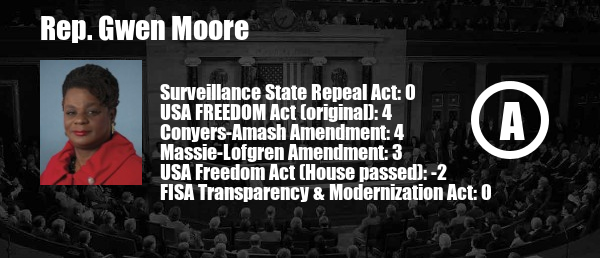 Rep. Gwen Moore
Surveillance State Repeal Act: 0
USA FREEDOM Act (original): 4
Conyers-Amash Amendment: 4
Massie-Lofgren Amendment: 3
USA Freedom Act (House passed): -2
FISA Transparency & Modernization Act: 0
A